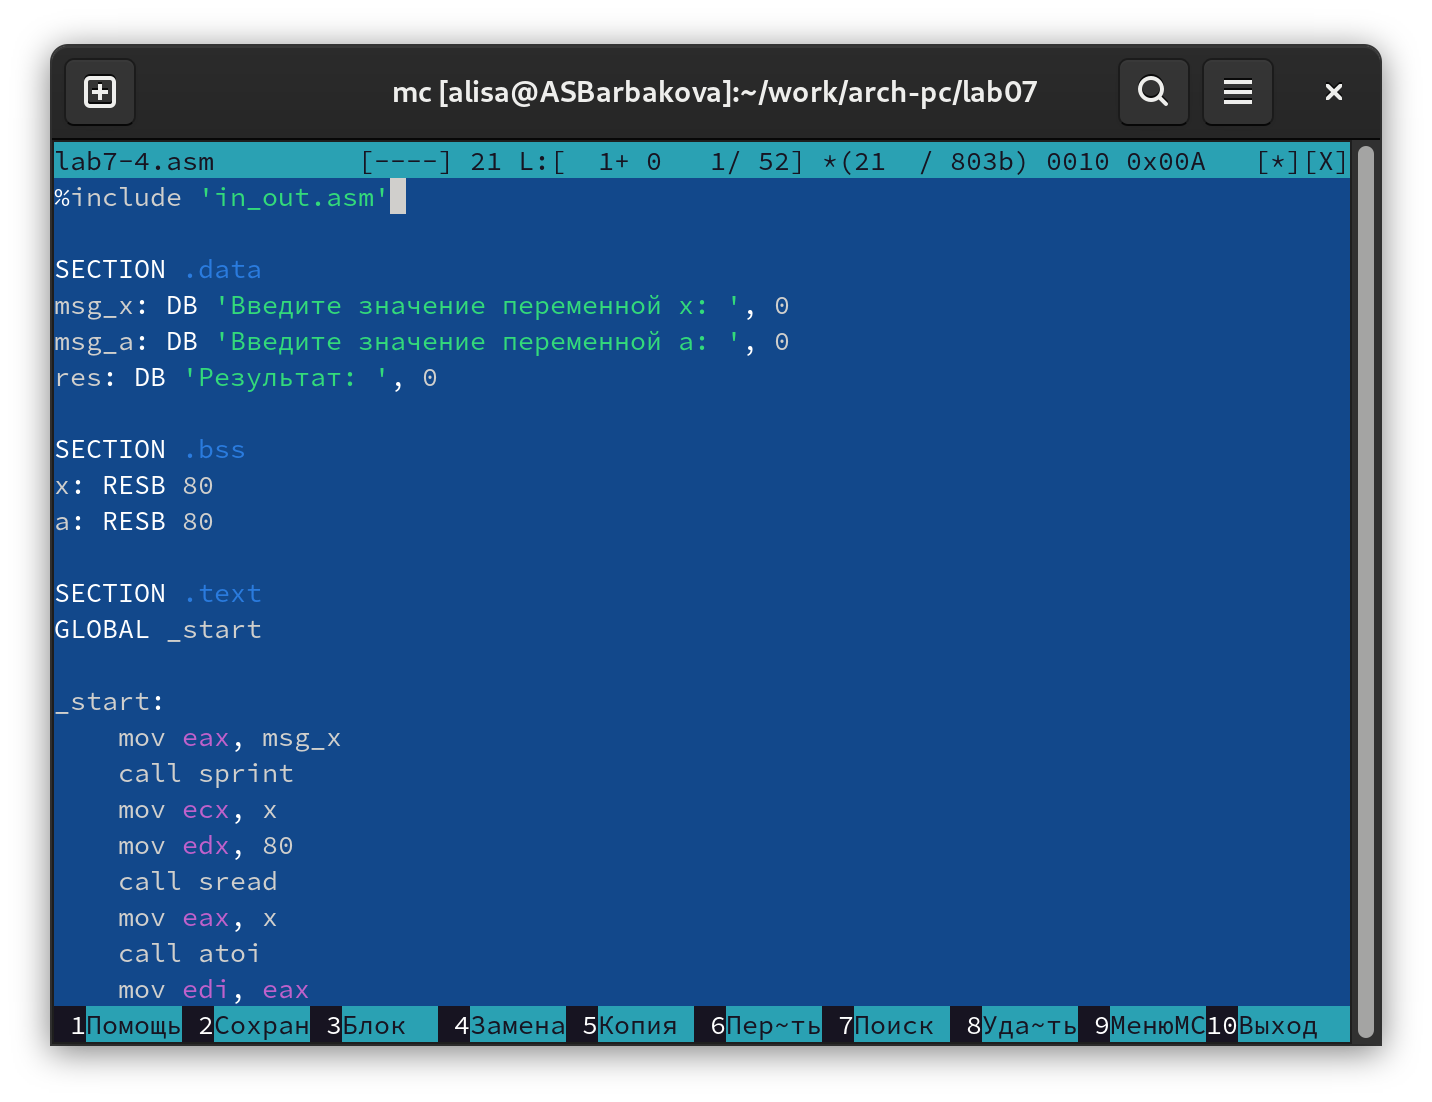 mc [alisa@ASBarbakova]:~/work/arch-pc/lab07
lab7-4.asm         [----] 21 L:[  1+ 0   1/ 52] *(21  / 803b) 0010 0x00A   [*][X]
%include 'in_out.asm'

SECTION .data
msg_x: DB 'Введите значение переменной x: ', 0
msg_a: DB 'Введите значение переменной a: ', 0
res: DB 'Результат: ', 0

SECTION .bss
x: RESB 80
a: RESB 80

SECTION .text
GLOBAL _start

_start:
    mov eax, msg_x
    call sprint
    mov ecx, x
    mov edx, 80
    call sread
    mov eax, x
    call atoi
    mov edi, eax
1Помощь 2Сохран 3Блок 4Замена 5Копия 6Пер~ть 7Поиск 8Уда~ть 9МенюMC10Выход